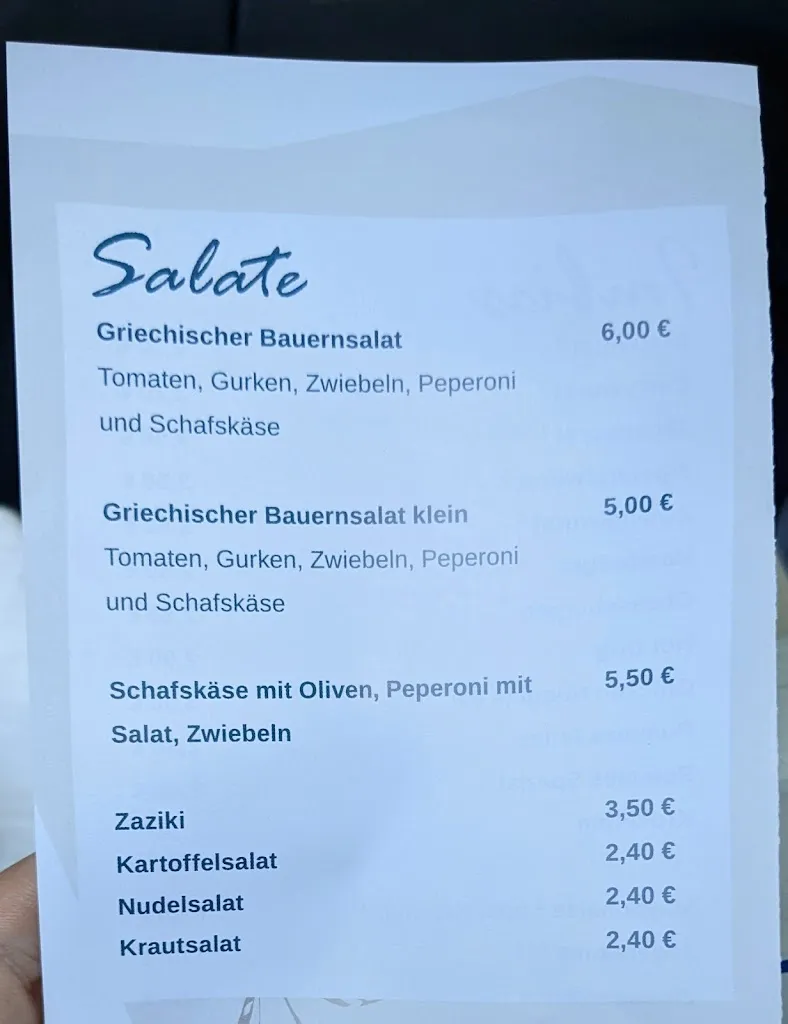 Salate
Griechischer Bauernsalat 6,00 €
Tomaten, Gurken, Zwiebeln, Peperoni
und Schafskäse
Griechischer Bauernsalat klein 5,00 €
Tomaten, Gurken, Zwiebeln, Peperoni
und Schafskäse
Schafskäse mit Oliven, Peperoni mit 5,50 €
Salat, Zwiebeln
Zaziki 3,50 €
Kartoffelsalat 2,40 €
Nudelsalat 2,40 €
Krautsalat 2,40 €